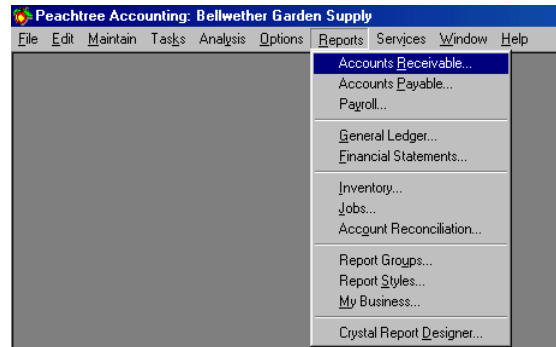 Peachtree Accounting: Bellwether Garden Supply
File Edit Maintain Tasks Analysis Options Reports Services Window Help
Accounts Receivable...
Accounts Payable...
Payroll...
General Ledger...
Financial Statements...
Inventory...
Jobs...
Account Reconciliation...
Report Groups...
Report Styles...
My Business...
Crystal Report Designer...